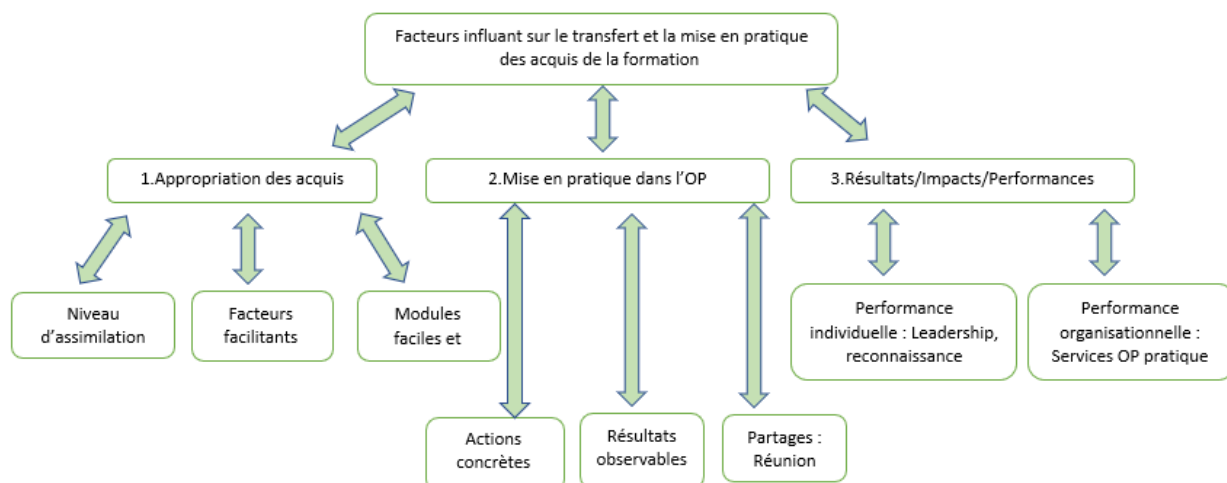 Facteurs influant sur le transfert et la mise en pratique
des acquis de la formation
1.Appropriation des acquis
2.Mise en pratique dans l'OP
3.Résultats/Impacts/Performances
Niveau
d'assimilation
Facteurs
facilitants
Modules
faciles et
Performance
individuelle : Leadership,
reconnaissance
Performance
organisationnelle :
Services OP pratique
Actions
concrètes
Résultats
observables
Partages :
Réunion